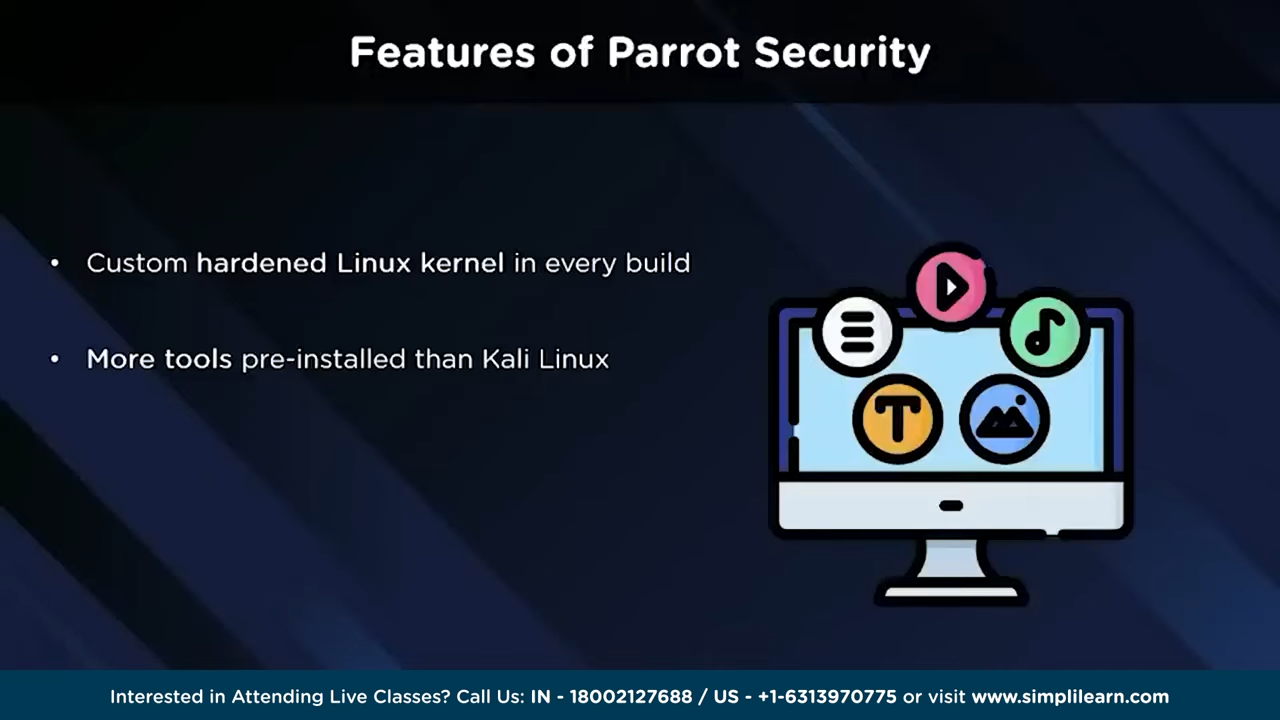 Features of Parrot Security
• Custom hardened Linux kernel in every build
• More tools pre-installed than Kali Linux
T
Interested in Attending Live Classes? Call Us: IN - 18002127688 / US - +1-6313970775 or visit www.simplilearn.com